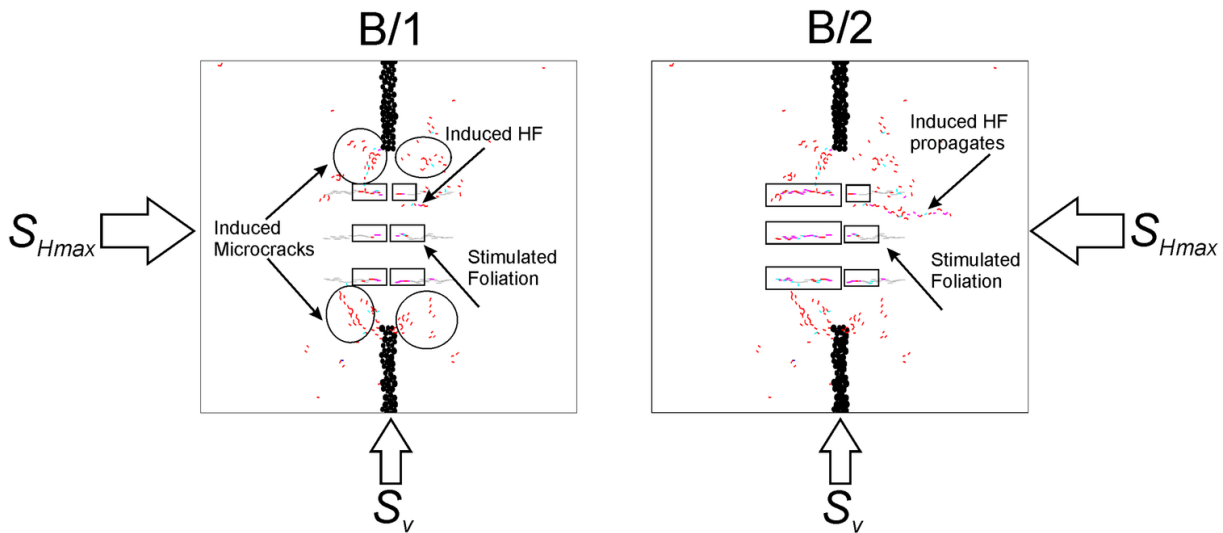 B/1
B/2
Induced HF
Induced HF
propagates
S_Hmax
Induced
Microcracks
Stimulated
Foliation
Stimulated
Foliation
S_Hmax
S_v
S_v